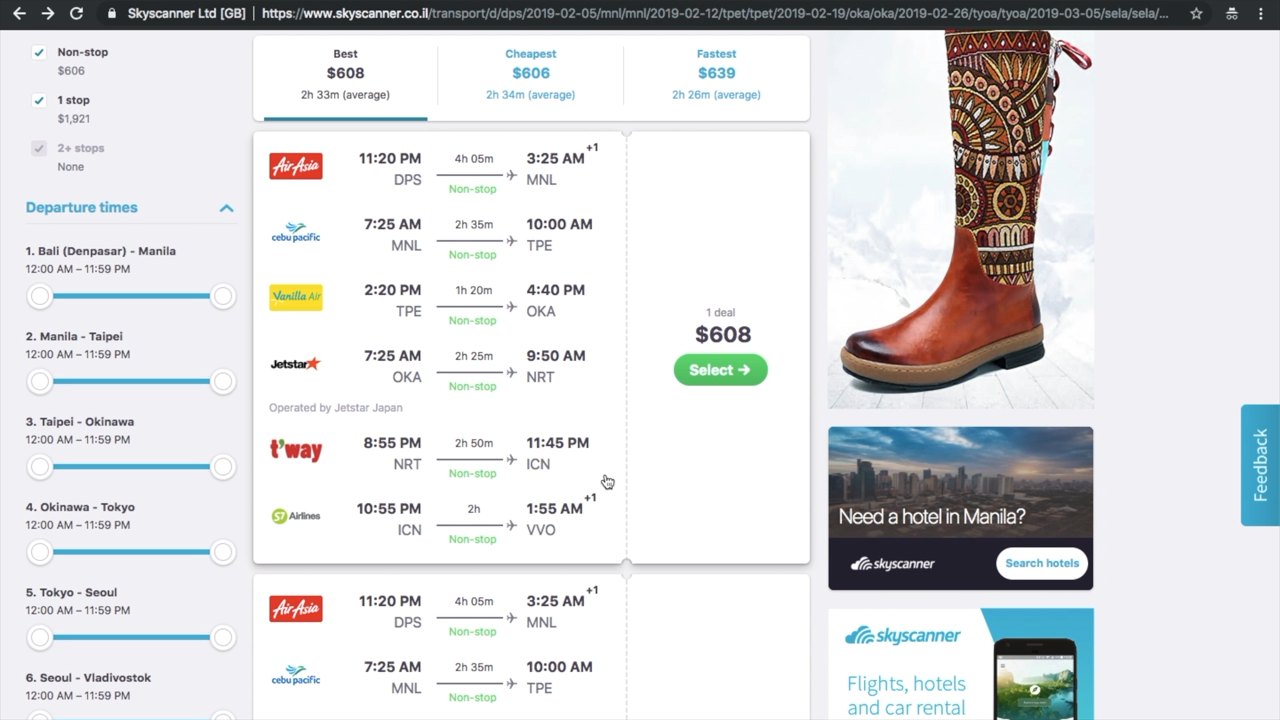 Skyscanner Ltd [GB] | https://www.skyscanner.co.il/transport/d/dps/2019-02-05/mnl/mnl/2019-02-12/tpet/tpet/2019-02-19/oka/oka/2019-02-26/tyoa/tyoa/2019-03-05/sela/sela/...
Non-stop
$606
1 stop
$1,921
2+ stops
None
Departure times
1. Bali (Denpasar) - Manila
12:00 AM – 11:59 PM
2. Manila - Taipei
12:00 AM – 11:59 PM
3. Taipei - Okinawa
12:00 AM – 11:59 PM
4. Okinawa - Tokyo
12:00 AM – 11:59 PM
5. Tokyo - Seoul
12:00 AM – 11:59 PM
6. Seoul - Vladivostok
12:00 AM – 11:59 PM
Best
$608
2h 33m (average)
Cheapest
$606
2h 34m (average)
Fastest
$639
2h 26m (average)
AirAsia
11:20 PM 4h 05m 3:25 AM +1
DPS Non-stop MNL
cebu pacific
7:25 AM 2h 35m 10:00 AM
MNL Non-stop TPE
Vanilla Air
2:20 PM 1h 20m 4:40 PM
TPE Non-stop OKA
Jetstar
7:25 AM 2h 25m 9:50 AM
OKA Non-stop NRT
Operated by Jetstar Japan
t'way
8:55 PM 2h 50m 11:45 PM
NRT Non-stop ICN
S7 Airlines
10:55 PM 2h 1:55 AM +1
ICN Non-stop VVO
1 deal
$608
Select →
AirAsia
11:20 PM 4h 05m 3:25 AM +1
DPS Non-stop MNL
cebu pacific
7:25 AM 2h 35m 10:00 AM
MNL Non-stop TPE
Need a hotel in Manila?
skyscanner
Search hotels
skyscanner
Flights, hotels
and car rental
Feedback